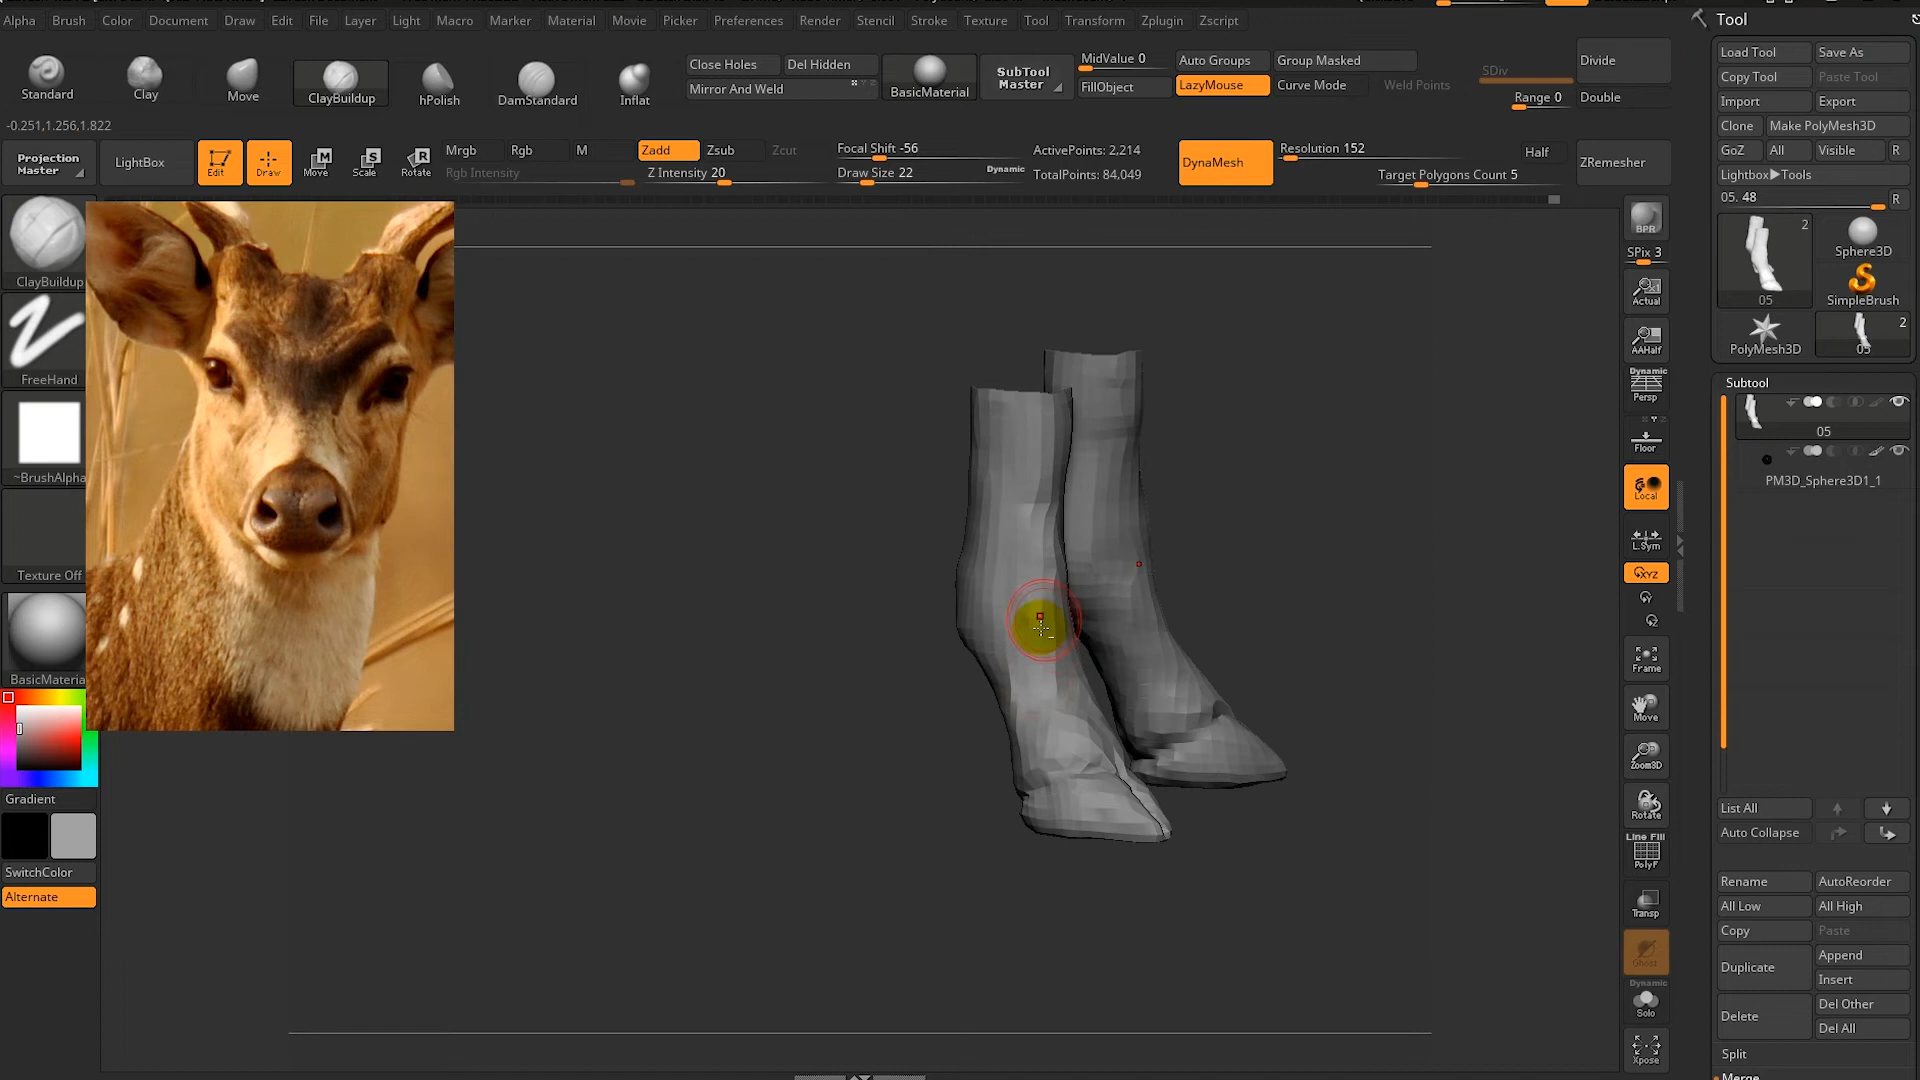 Alpha Brush Color Document Draw Edit File Layer Light Macro Marker Material Movie Picker Preferences Render Stencil Stroke Texture Tool Transform Zplugin Zscript
Tool
Load Tool Save As
Copy Tool Paste Tool
Import Export
Clone Make PolyMesh3D
GoZ All Visible R
Lightbox▶Tools
05. 48 R
2
05
Sphere3D
SimpleBrush
PolyMesh3D
2
05
Standard
Clay
Move
ClayBuildup
hPolish
DamStandard
Inflat
Close Holes Del Hidden
Mirror And Weld
BasicMaterial
SubTool
Master
MidValue 0
FillObject
Auto Groups Group Masked
LazyMouse Curve Mode Weld Points
SDiv
Range 0
Divide
Double
-0.251,1.256,1.822
Projection
Master
LightBox
Edit
Draw
Move
Scale
Rotate
Mrgb Rgb M
Rgb Intensity
Zadd Zsub Zcut
Z Intensity 20
Focal Shift -56
Draw Size 22
Dynamic
ActivePoints: 2,214
TotalPoints: 84,049
DynaMesh
Resolution 152
Half
Target Polygons Count 5
ZRemesher
ClayBuildup
FreeHand
~BrushAlpha
Texture Off
BasicMateria
Gradient
SwitchColor
Alternate
BPR
SPix 3
Actual
AAHalf
Dynamic
Persp
Floor
Local
L.Sym
XYZ
Frame
Move
Zoom3D
Rotate
Line Fill
PolyF
Transp
Ghost
Dynamic
Solo
Xpose
Subtool
05
PM3D_Sphere3D1_1
List All
Auto Collapse
Rename AutoReorder
All Low All High
Copy Paste
Duplicate
Append
Insert
Delete
Del Other
Del All
Split
Merge